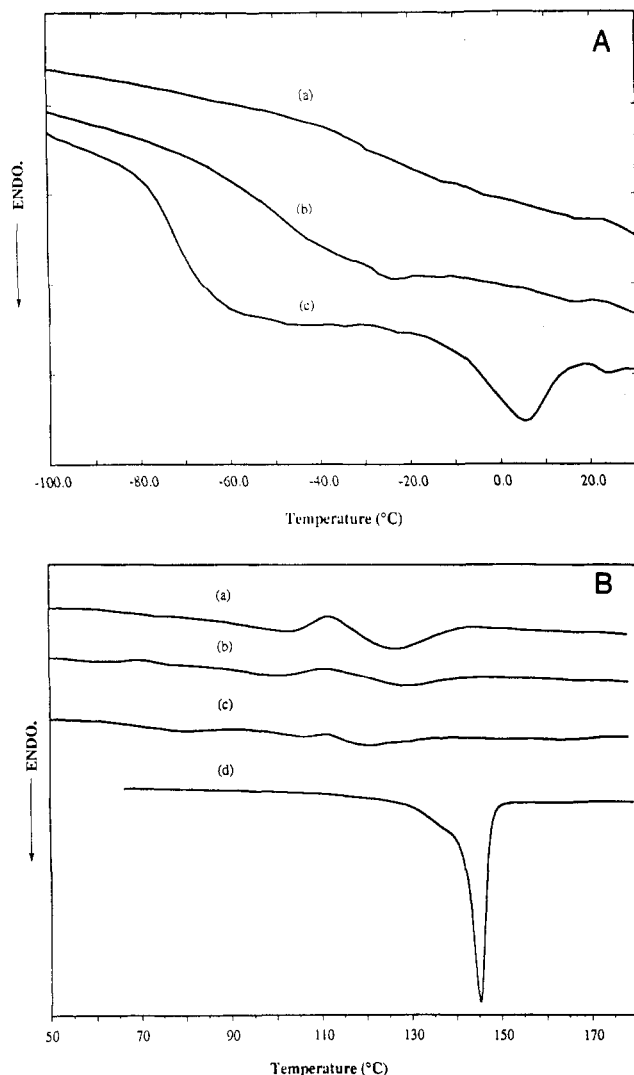 A
(a)
(b)
(c)
ENDO.
-100.0 -80.0 -60.0 -40.0 -20.0 0.0 20.0
Temperature (°C)
B
(a)
(b)
(c)
(d)
ENDO.
50 70 90 110 130 150 170
Temperature (°C)